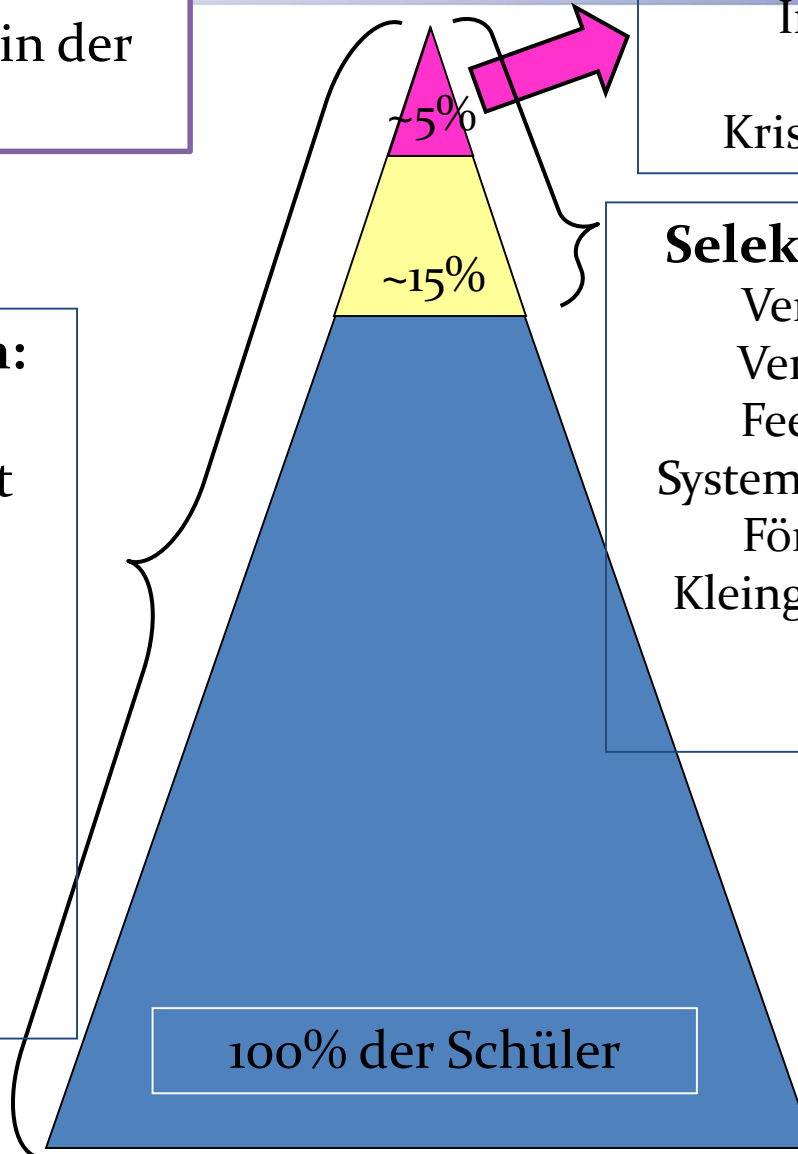 in der
~5%
~15%
n:
t
100% der Schüler
Kris
Selek
Ver
Ver
Fee
System
För
Kleing